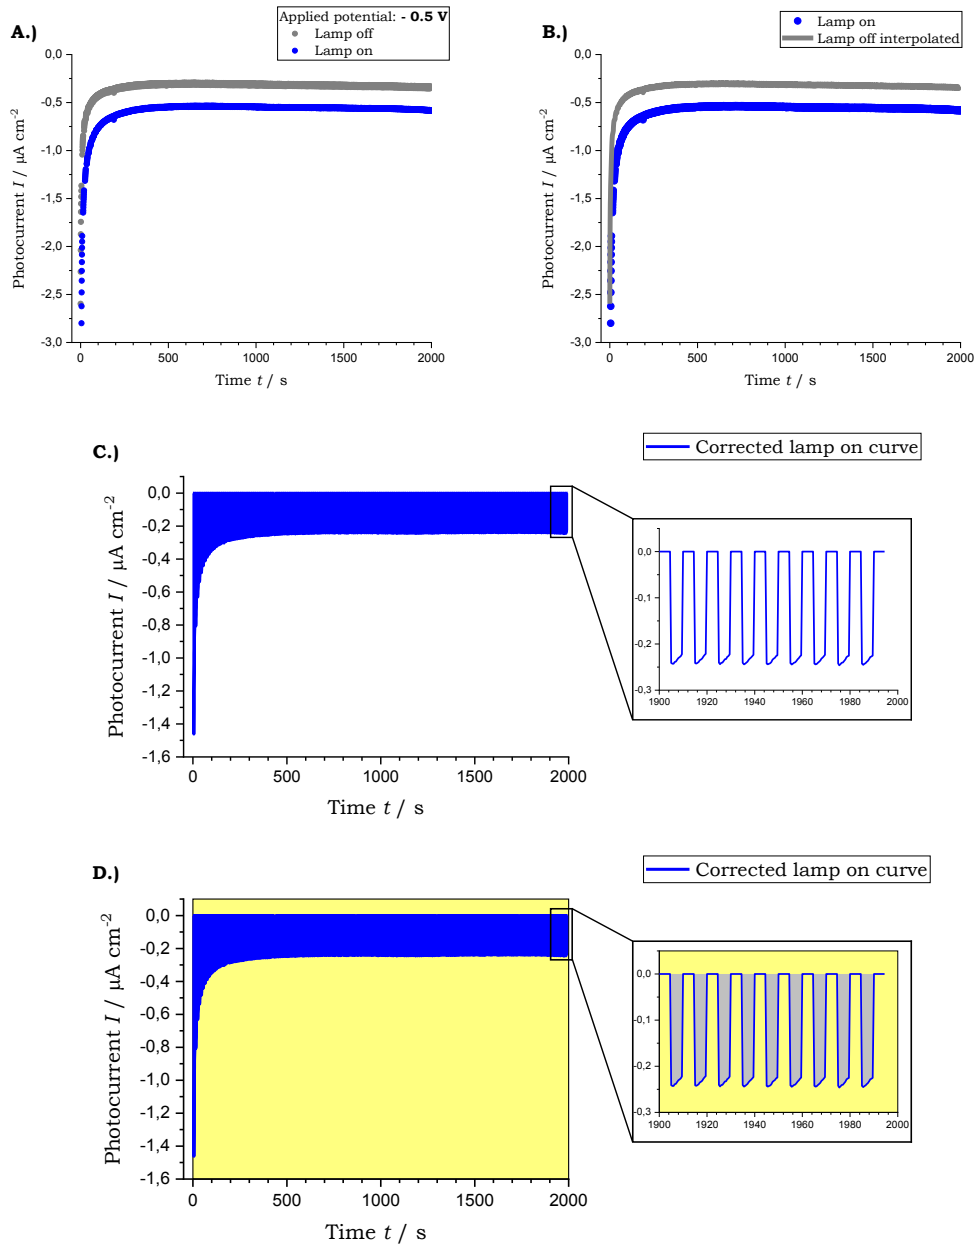 A.)
Applied potential: - 0.5 V
Lamp off
Lamp on
Photocurrent I / µA cm-2
0,0
-0,5
-1,0
-1,5
-2,0
-2,5
-3,0
0 500 1000 1500 2000
Time t / s
B.)
Lamp on
Lamp off interpolated
Photocurrent I / µA cm-2
0,0
-0,5
-1,0
-1,5
-2,0
-2,5
-3,0
0 500 1000 1500 2000
Time t / s
C.)
Corrected lamp on curve
Photocurrent I / µA cm-2
0,0
-0,2
-0,4
-0,6
-0,8
-1,0
-1,2
-1,4
-1,6
0 500 1000 1500 2000
Time t / s
0,0
-0,1
-0,2
-0,3
1900 1920 1940 1960 1980 2000
D.)
Corrected lamp on curve
Photocurrent I / µA cm-2
0,0
-0,2
-0,4
-0,6
-0,8
-1,0
-1,2
-1,4
-1,6
0 500 1000 1500 2000
Time t / s
0,0
-0,1
-0,2
-0,3
1900 1920 1940 1960 1980 2000